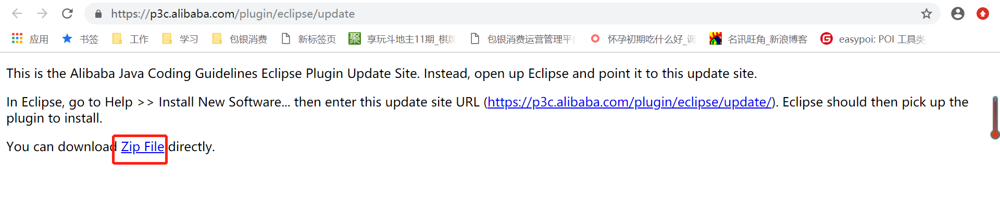 https://p3c.alibaba.com/plugin/eclipse/update
应用 书签 工作 学习 包银消费 新标签页 聚 享玩斗地主11期_棋牌 包银消费运营管理平台 怀孕初期吃什么好_调 名讯旺角_新浪博客 G easypoi: POI 工具类
This is the Alibaba Java Coding Guidelines Eclipse Plugin Update Site. Instead, open up Eclipse and point it to this update site.
In Eclipse, go to Help >> Install New Software... then enter this update site URL (https://p3c.alibaba.com/plugin/eclipse/update/). Eclipse should then pick up the
plugin to install.
You can download Zip File directly.